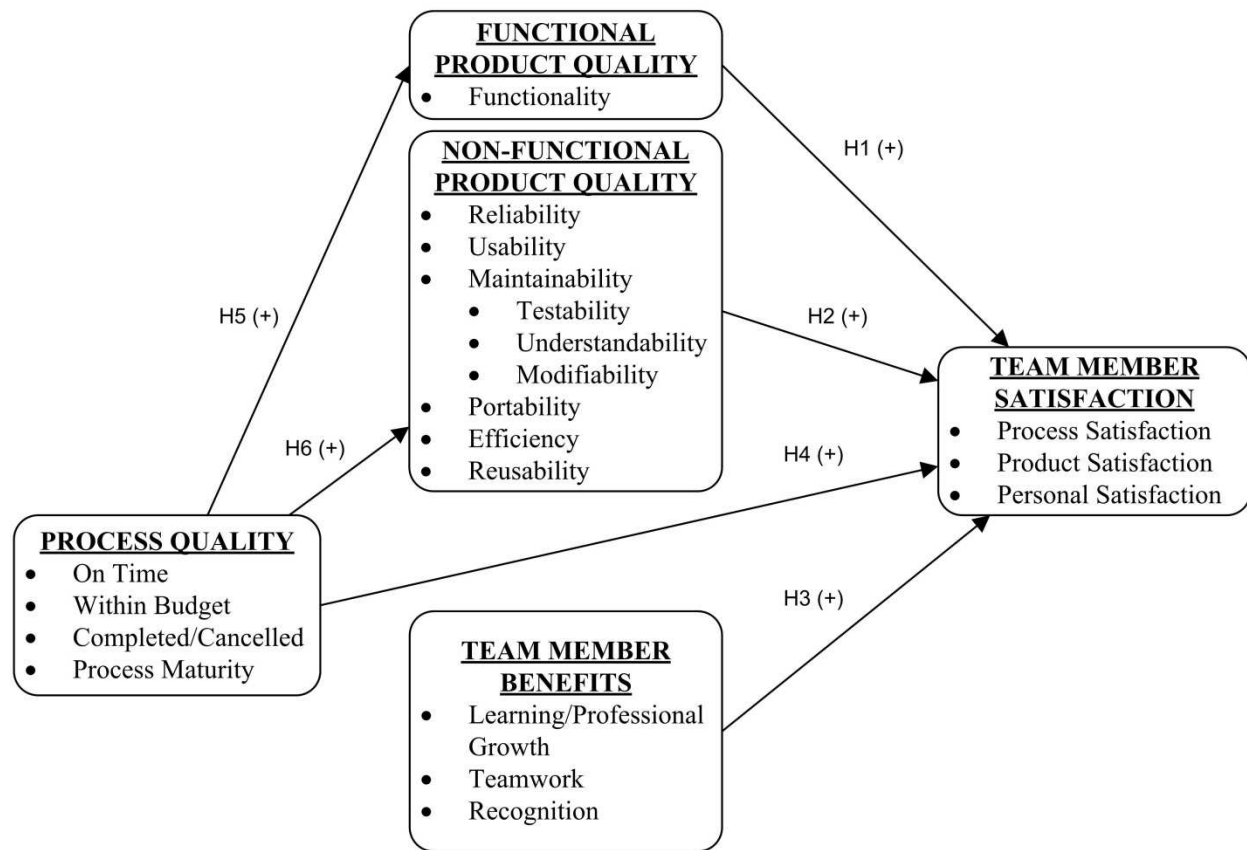 FUNCTIONAL
PRODUCT QUALITY
• Functionality
H1 (+)
NON-FUNCTIONAL
PRODUCT QUALITY
• Reliability
• Usability
• Maintainability
• Testability
• Understandability
• Modifiability
• Portability
• Efficiency
• Reusability
H5 (+)
H6 (+)
H2 (+)
TEAM MEMBER
SATISFACTION
• Process Satisfaction
• Product Satisfaction
• Personal Satisfaction
H4 (+)
PROCESS QUALITY
• On Time
• Within Budget
• Completed/Cancelled
• Process Maturity
H3 (+)
TEAM MEMBER
BENEFITS
• Learning/Professional
Growth
• Teamwork
• Recognition